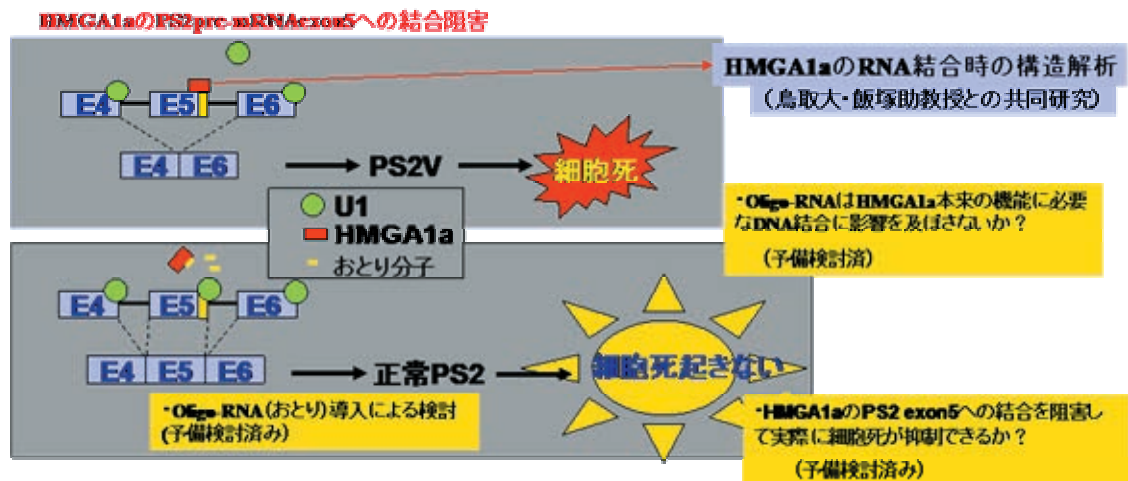 HMGA1aのPS2pre-mRNAexon5への結合阻害
E4 E5 E6
E4 E6
PS2V
細胞死
HMGA1aのRNA結合時の構造解析
（鳥取大・飯塚助教授との共同研究）
U1
HMGA1a
おとり分子
・Oligo-RNAはHMGA1a本来の機能に必要
なDNA結合に影響を及ぼさないか？
（予備検討済）
E4 E5 E6
E4 E5 E6
正常PS2
細胞死起きない
・Oligo-RNA（おとり）導入による検討
（予備検討済み）
・HMGA1aのPS2 exon5への結合を阻害し
て実際に細胞死が抑制できるか？
（予備検討済み）